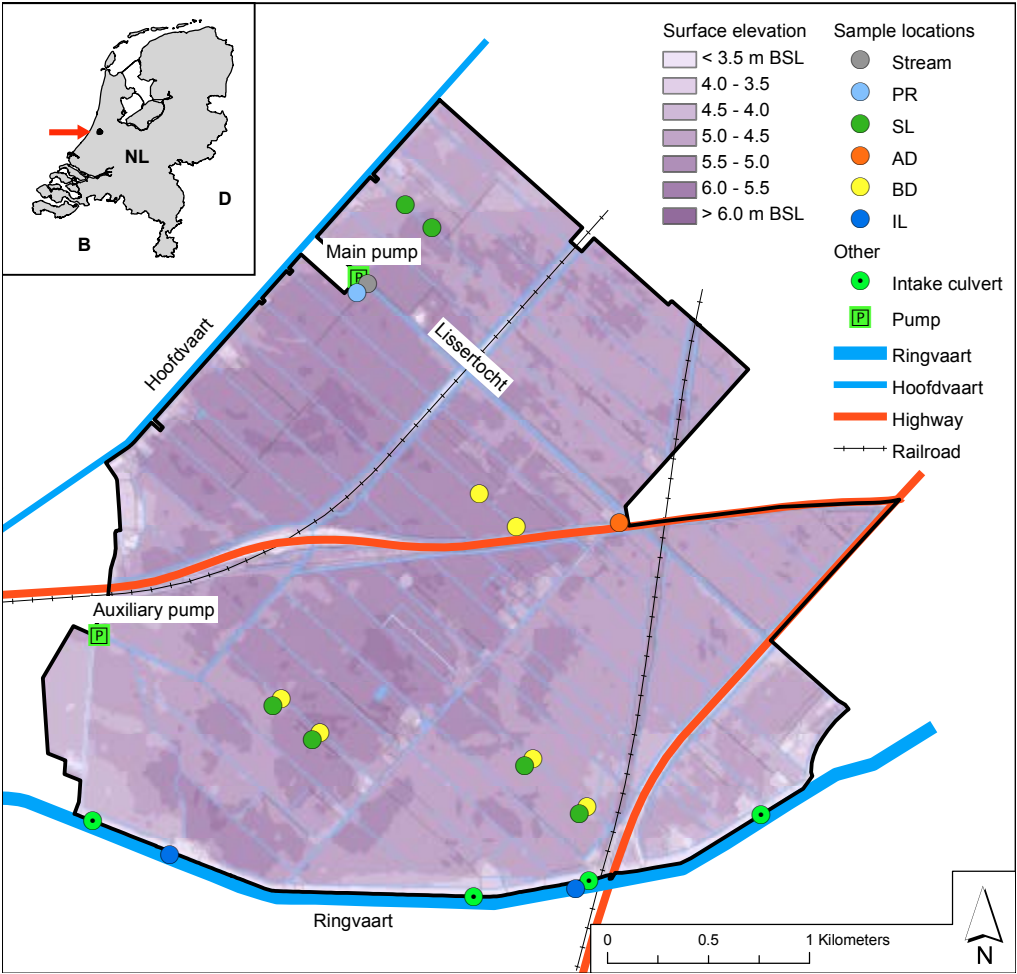 NL
D
B
Surface elevation
< 3.5 m BSL
4.0 - 3.5
4.5 - 4.0
5.0 - 4.5
5.5 - 5.0
6.0 - 5.5
> 6.0 m BSL
Sample locations
Stream
PR
SL
AD
BD
IL
Other
Intake culvert
P
Pump
Ringvaart
Hoofdvaart
Highway
Railroad
Main pump
P
Hoofdvaart
Lissertocht
Auxiliary pump
P
Ringvaart
0
0.5
1 Kilometers
N